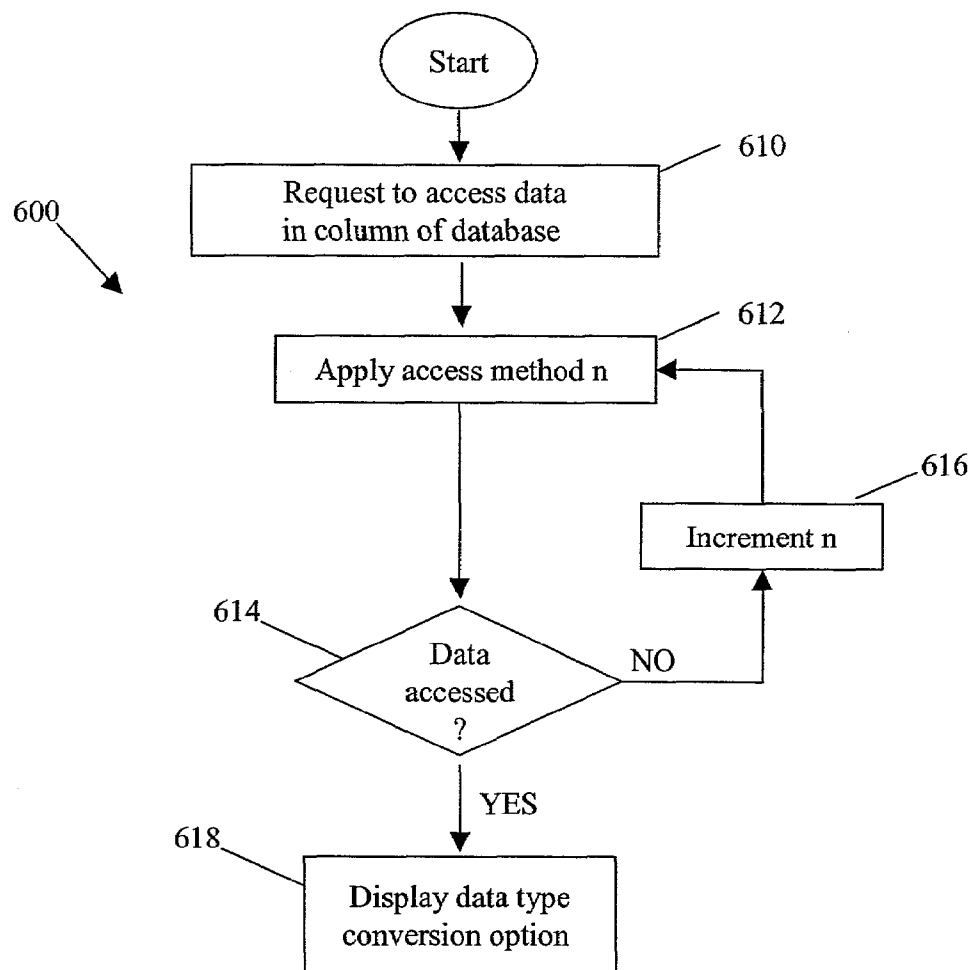 Start
610
Request to access data
in column of database
600
612
Apply access method n
616
Increment n
614
Data
accessed
?
NO
YES
618
Display data type
conversion option